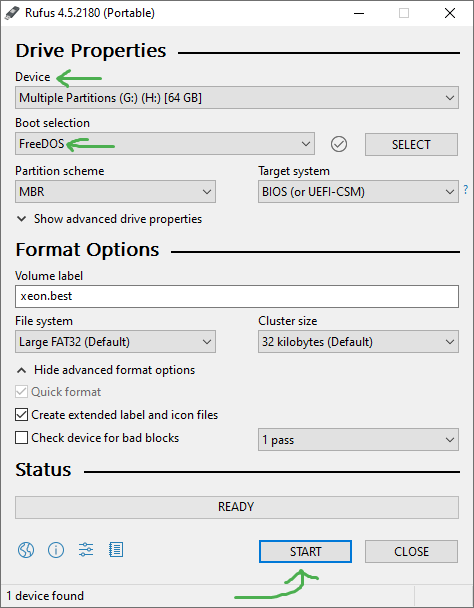 Rufus 4.5.2180 (Portable)
Drive Properties
Device
Multiple Partitions (G:) (H:) [64 GB]
Boot selection
FreeDOS
SELECT
Partition scheme
Target system
MBR
BIOS (or UEFI-CSM)
?
Show advanced drive properties
Format Options
Volume label
xeon.best
File system
Cluster size
Large FAT32 (Default)
32 kilobytes (Default)
Hide advanced format options
Quick format
Create extended label and icon files
Check device for bad blocks
1 pass
Status
READY
START
CLOSE
1 device found